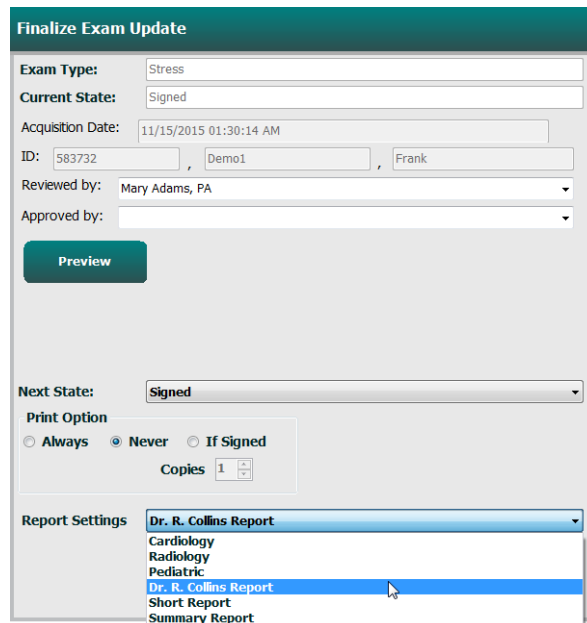 Finalize Exam Update
Exam Type: Stress
Current State: Signed
Acquisition Date: 11/15/2015 01:30:14 AM
ID: 583732 , Demo1 , Frank
Reviewed by: Mary Adams, PA
Approved by:
Preview
Next State: Signed
Print Option
Always Never If Signed
Copies 1
Report Settings Dr. R. Collins Report
Cardiology
Radiology
Pediatric
Dr. R. Collins Report
Short Report
Summary Report